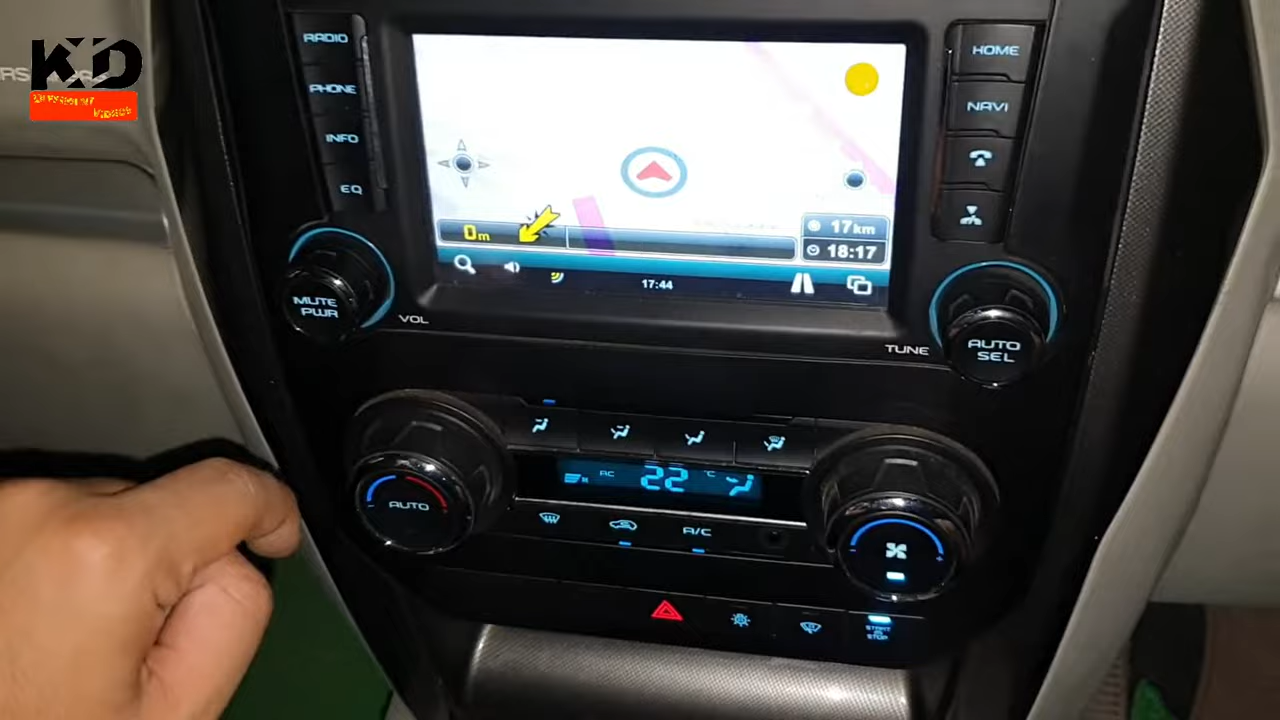 KD
RADIO
PHONE
INFO
EQ
MUTE
PWR
VOL
HOME
NAVI
0m
17km
18:17
17:44
TUNE
AUTO
SEL
AUTO
AC 22 °C
A/C
START
STOP